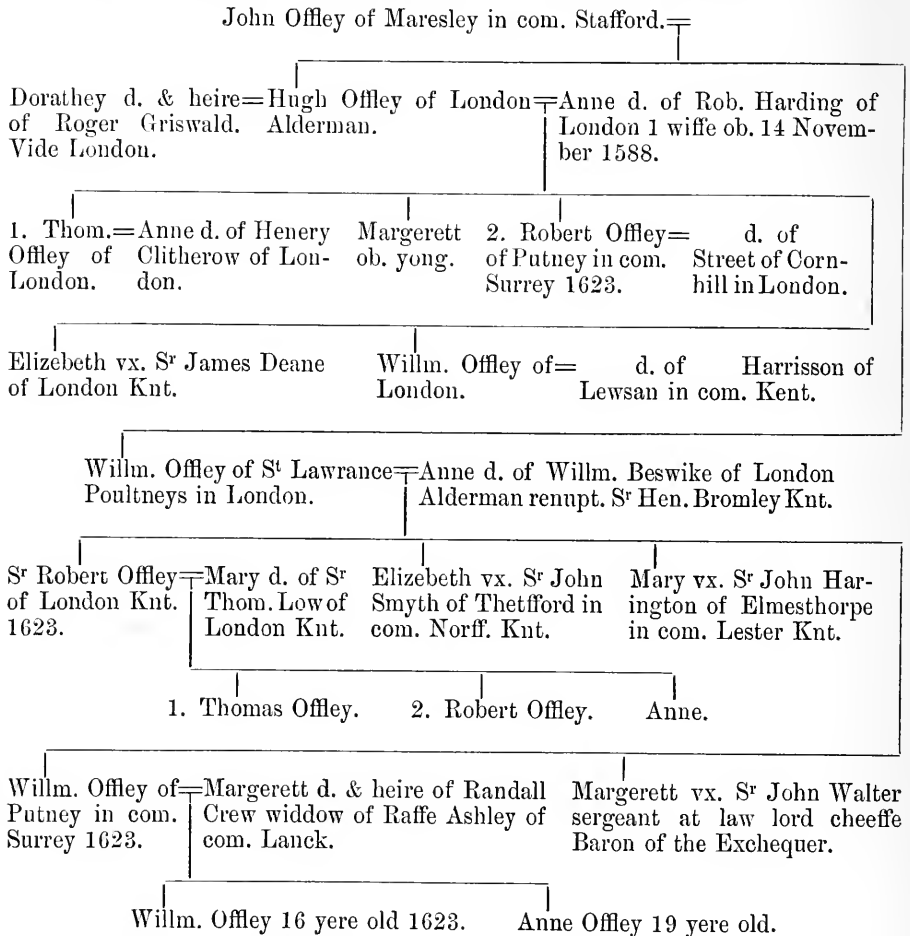 John Offley of Maresley in com. Stafford.=
Dorathey d. & heire=Hugh Offley of London=Anne d. of Rob. Harding of
of Roger Griswald. Alderman. London 1 wiffe ob. 14 Novem-
Vide London. ber 1588.
1. Thom.=Anne d. of Henery Margerett 2. Robert Offley= d. of
Offley of Clitherow of Lon- ob. yong. of Putney in com. Street of Corn-
London. don. Surrey 1623. hill in London.
Elizebeth vx. Sr James Deane Willm. Offley of= d. of Harrisson of
of London Knt. London. Lewsan in com. Kent.
Willm. Offley of St Lawrance=Anne d. of Willm. Beswike of London
Poultneys in London. Alderman renupt. Sr Hen. Bromley Knt.
Sr Robert Offley=Mary d. of Sr Elizebeth vx. Sr John Mary vx. Sr John Har-
of London Knt. Thom. Low of Smyth of Thetfford in ington of Elmesthorpe
1623. London Knt. com. Norff. Knt. in com. Lester Knt.
1. Thomas Offley. 2. Robert Offley. Anne.
Willm. Offley of=Margerett d. & heire of Randall Margerett vx. Sr John Walter
Putney in com. Crew widdow of Raffe Ashley of sergeant at law lord cheeffe
Surrey 1623. com. Lanck. Baron of the Exchequer.
Willm. Offley 16 yere old 1623. Anne Offley 19 yere old.